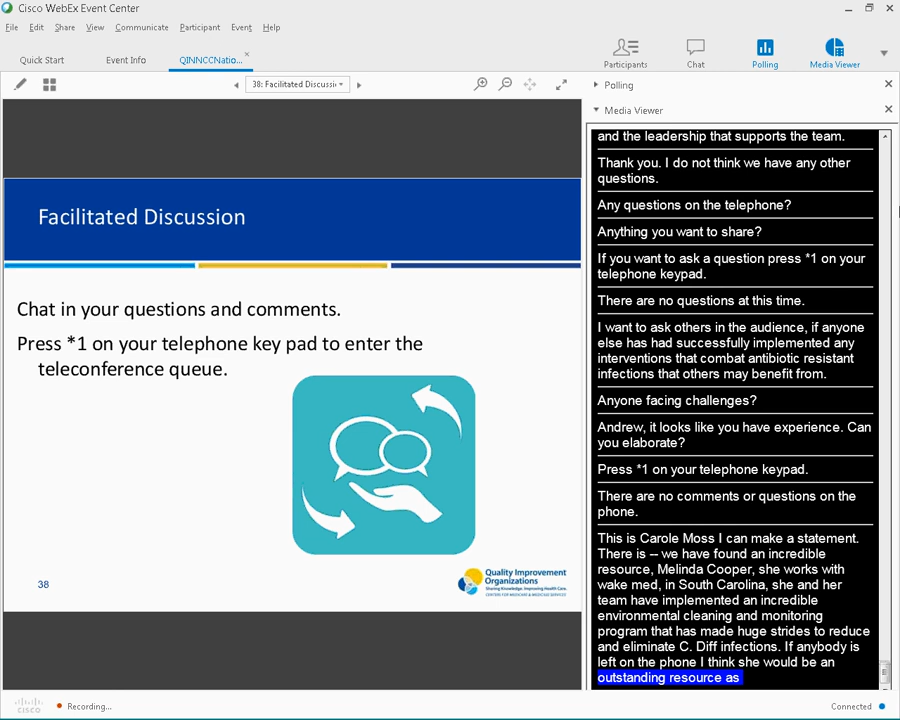 Cisco WebEx Event Center
File Edit Share View Communicate Participant Event Help
Quick Start Event Info QINNCCNatio...
Participants Chat Polling Media Viewer
38: Facilitated Discussi
Polling
Media Viewer
Facilitated Discussion
Chat in your questions and comments.
Press *1 on your telephone key pad to enter the
teleconference queue.
38
Quality Improvement
Organizations
Sharing Knowledge. Improving Health Care.
CENTERS FOR MEDICARE & MEDICAID SERVICES
and the leadership that supports the team.
Thank you. I do not think we have any other
questions.
Any questions on the telephone?
Anything you want to share?
If you want to ask a question press *1 on your
telephone keypad.
There are no questions at this time.
I want to ask others in the audience, if anyone
else has had successfully implemented any
interventions that combat antibiotic resistant
infections that others may benefit from.
Anyone facing challenges?
Andrew, it looks like you have experience. Can
you elaborate?
Press *1 on your telephone keypad.
There are no comments or questions on the
phone.
This is Carole Moss I can make a statement.
There is -- we have found an incredible
resource, Melinda Cooper, she works with
wake med, in South Carolina, she and her
team have implemented an incredible
environmental cleaning and monitoring
program that has made huge strides to reduce
and eliminate C. Diff infections. If anybody is
left on the phone I think she would be an
outstanding resource as
cisco
Recording...
Connected